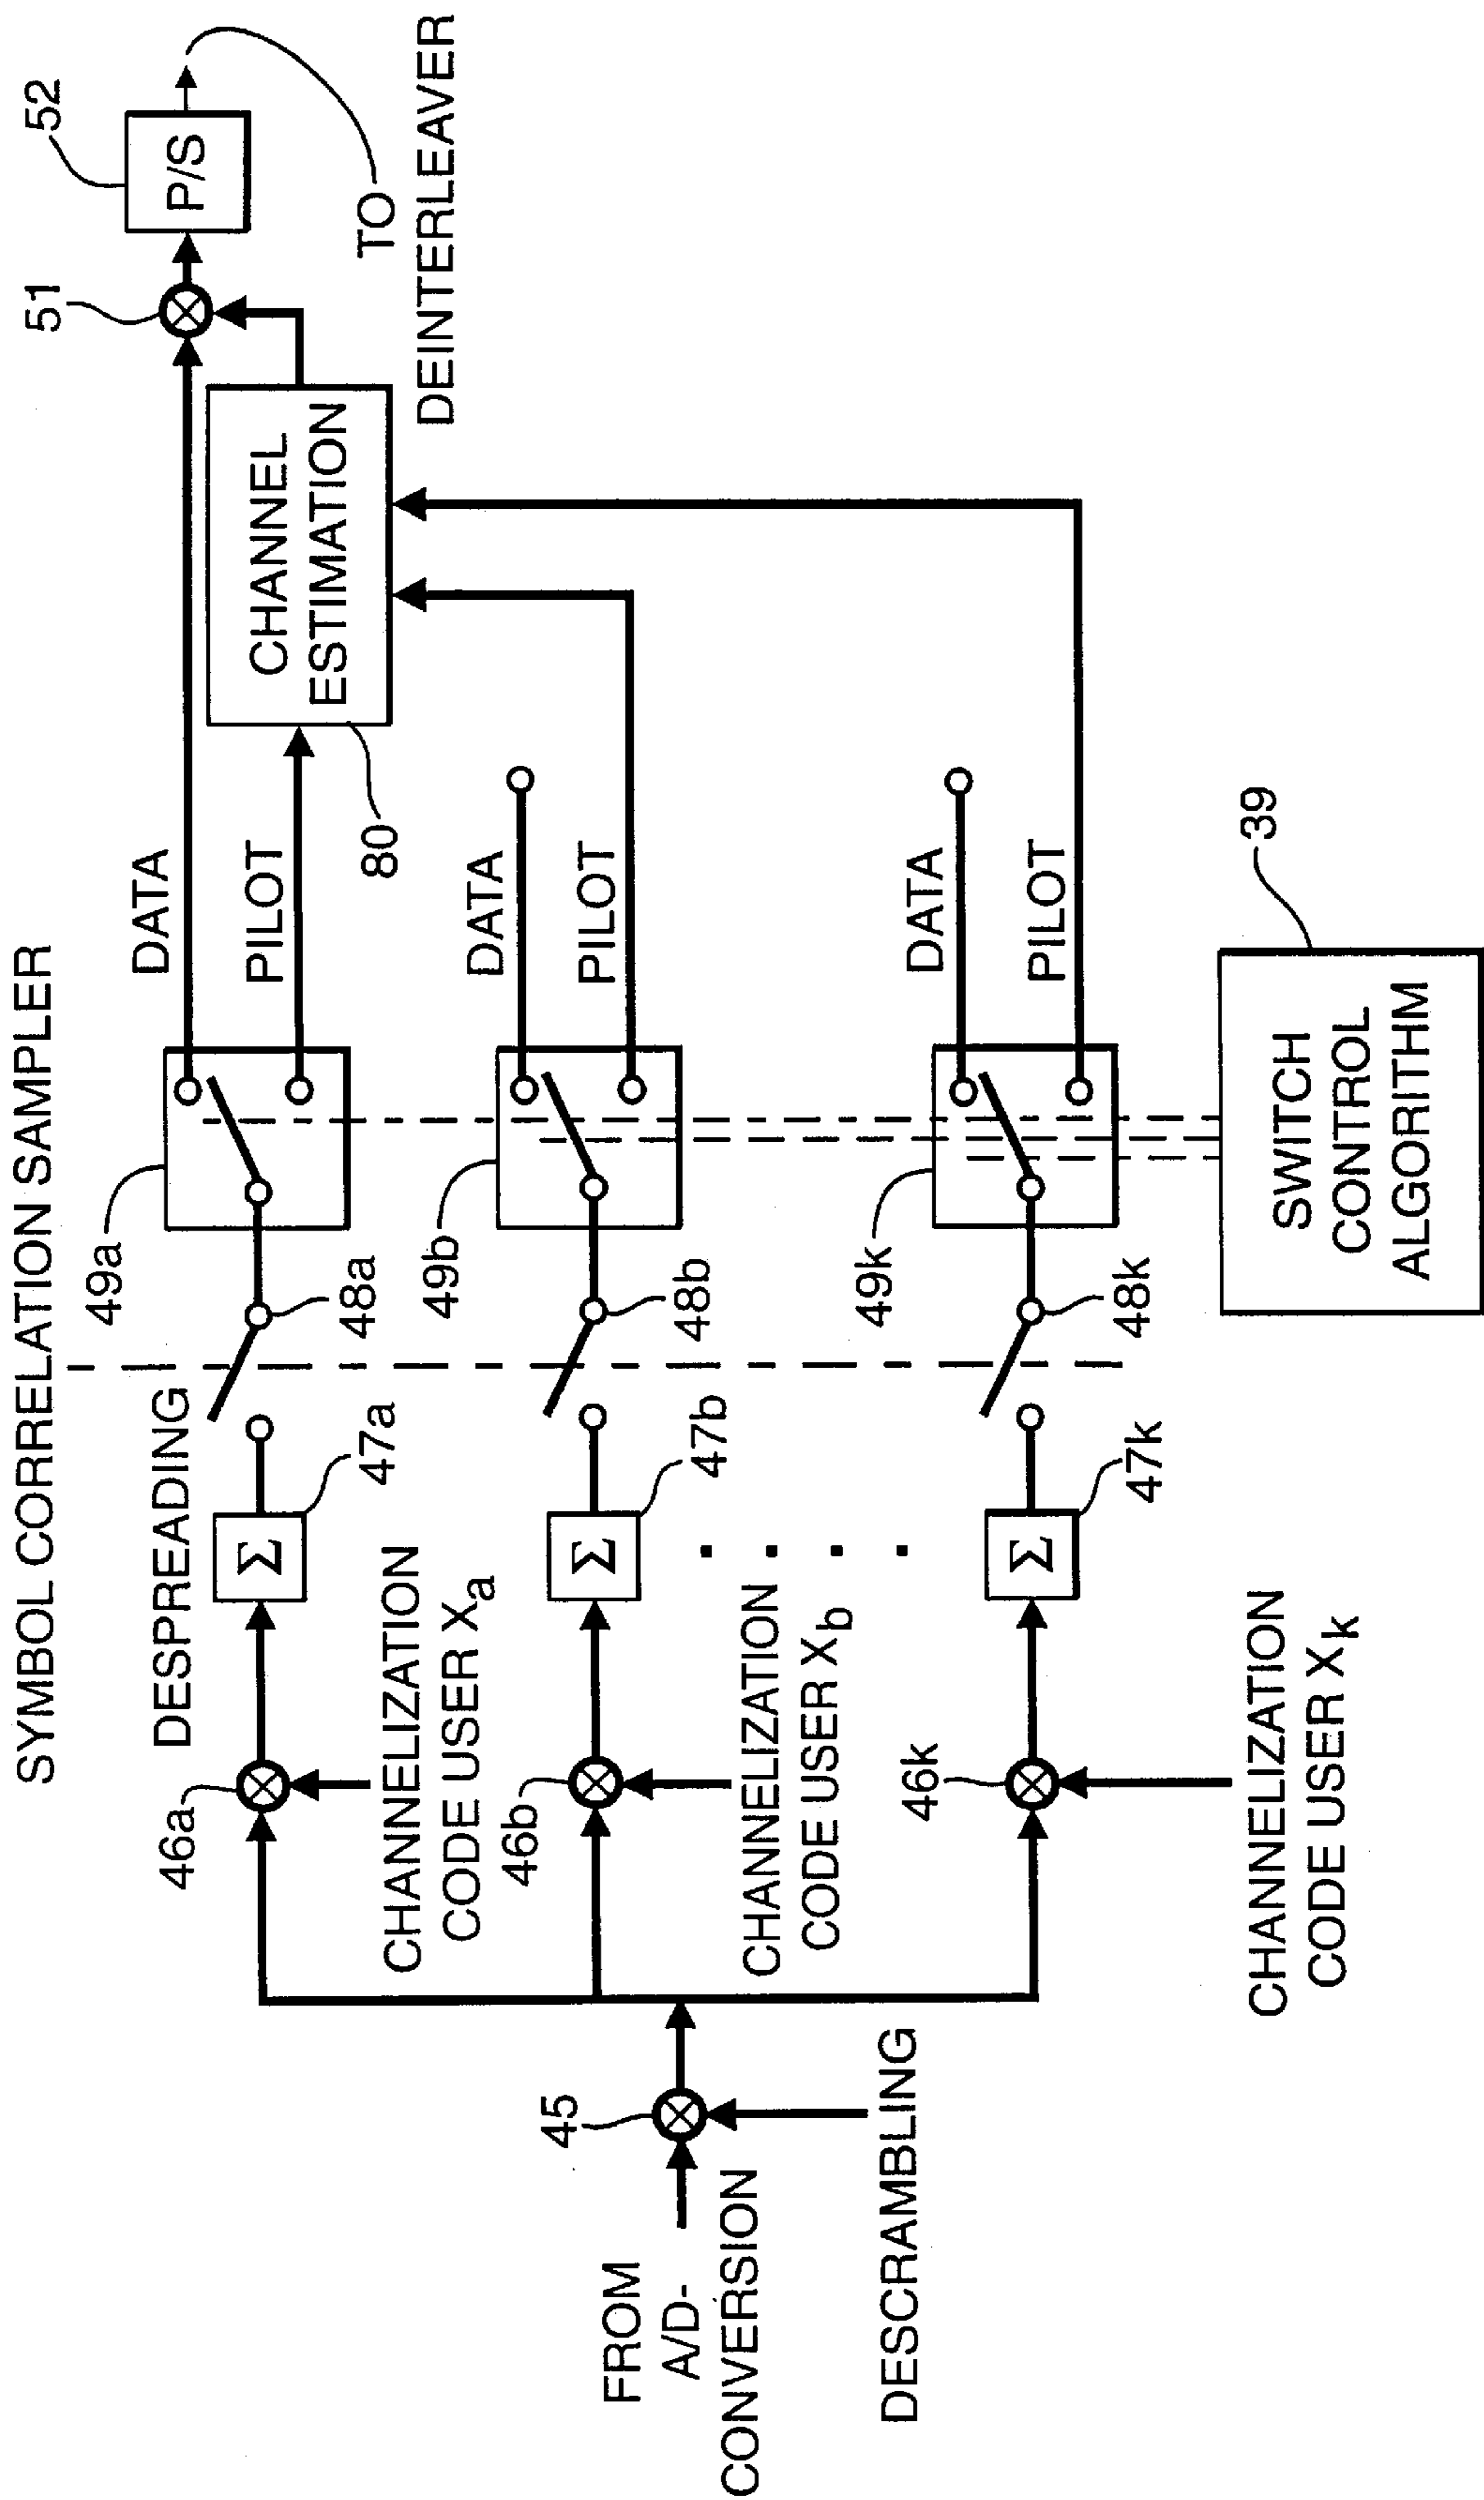 SYMBOL CORRELATION SAMPLER
52
P/S
51
TO
DEINTERLEAVER
DATA
PILOT
CHANNEL
ESTIMATION
80
49a
48a
DESPREADING
47a
Σ
46a
CHANNELIZATION
CODE USER Xa
DATA
PILOT
49b
48b
47b
Σ
46b
CHANNELIZATION
CODE USER Xb
45
FROM
A/D-
CONVERSION
DESCRAMBLING
DATA
PILOT
49k
48k
47k
Σ
46k
CHANNELIZATION
CODE USER Xk
39
SWITCH
CONTROL
ALGORITHM